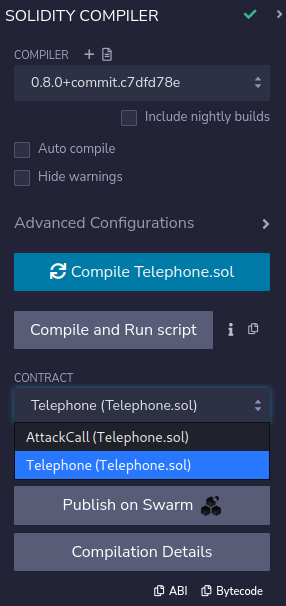 SOLIDITY COMPILER
COMPILER
0.8.0+commit.c7dfd78e
Include nightly builds
Auto compile
Hide warnings
Advanced Configurations
Compile Telephone.sol
Compile and Run script
CONTRACT
Telephone (Telephone.sol)
AttackCall (Telephone.sol)
Telephone (Telephone.sol)
Publish on Swarm
Compilation Details
ABI Bytecode